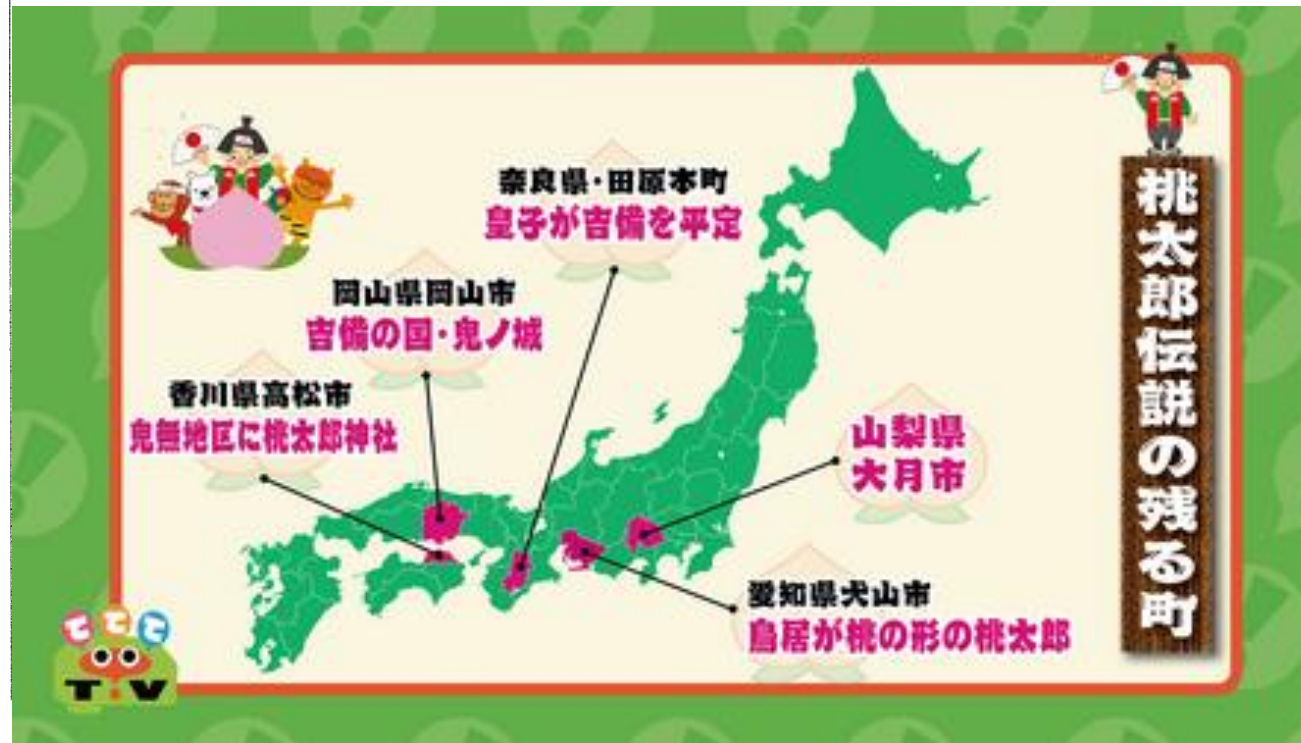 桃太郎伝説の残る町
奈良県・田原本町
皇子が吉備を平定
岡山県岡山市
吉備の国・鬼ノ城
香川県高松市
鬼無地区に桃太郎神社
山梨県
大月市
愛知県犬山市
鳥居が桃の形の桃太郎
ててて
TV